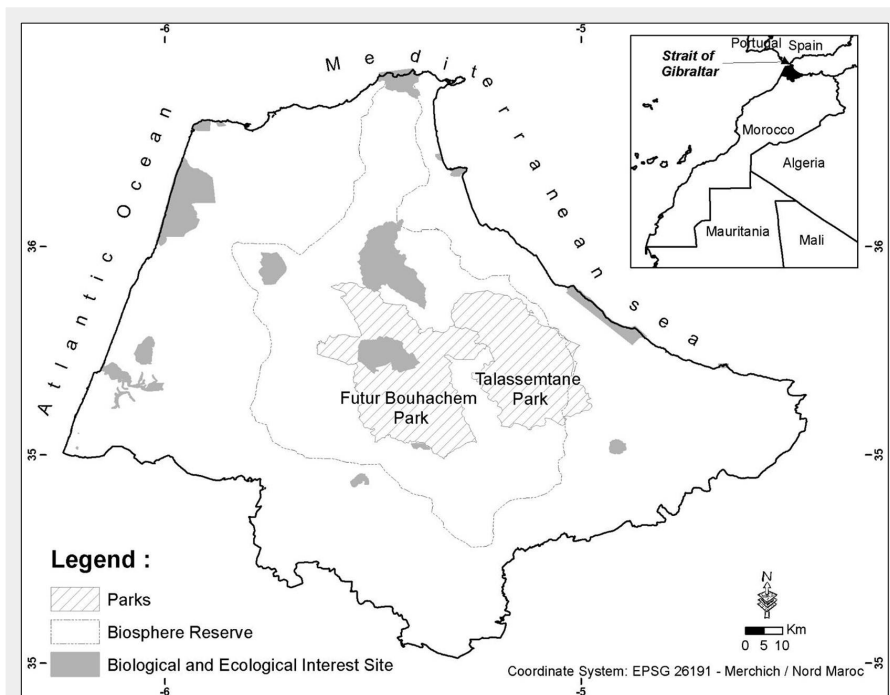 -6
-5
Mediterranean sea
Atlantic Ocean
Portugal
Spain
Strait of
Gibraltar
Morocco
Algeria
Mauritania
Mali
36
36
Futur Bouhachem
Park
Talassemtane
Park
35
35
Legend :
Parks
Biosphere Reserve
Biological and Ecological Interest Site
N
Km
0 5 10
Coordinate System: EPSG 26191 - Merchich / Nord Maroc
35
35
-6
-5